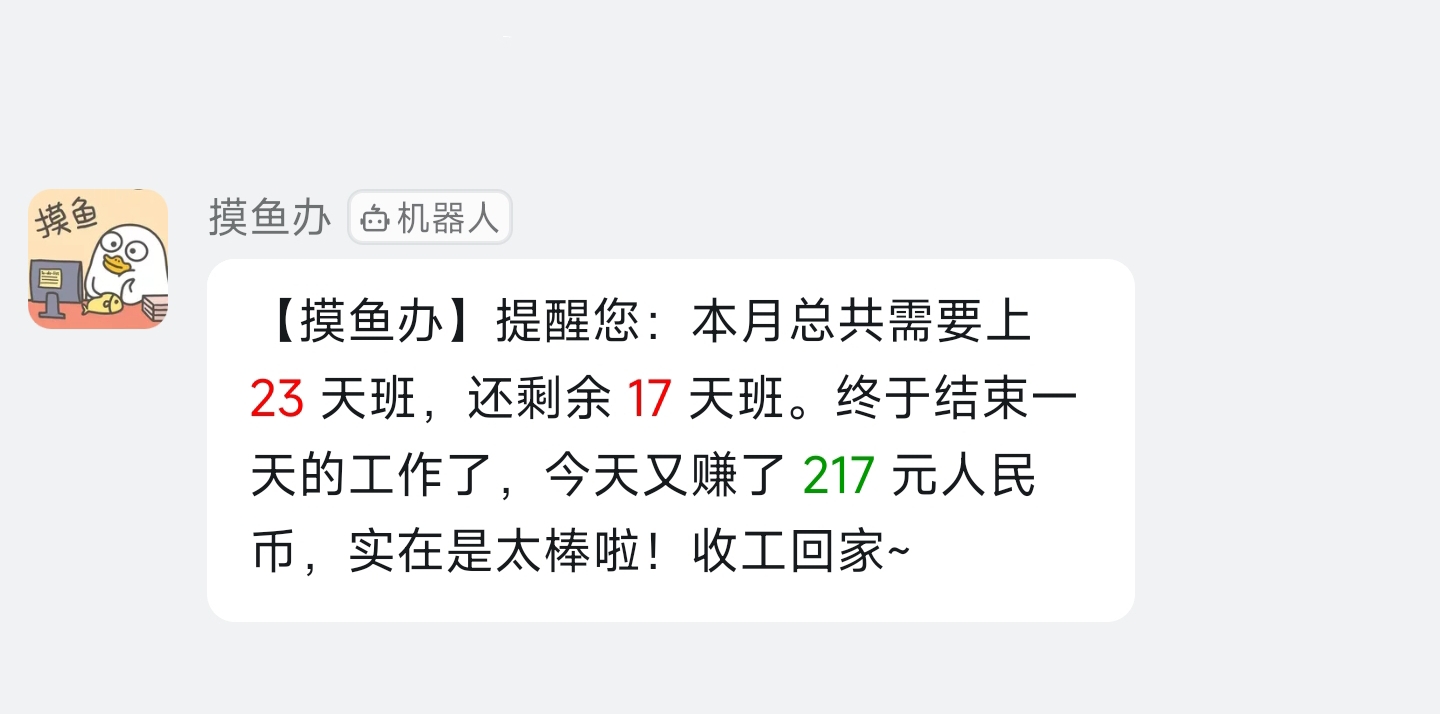 摸鱼
摸鱼办 机器人
【摸鱼办】提醒您：本月总共需要上
23 天班，还剩余 17 天班。终于结束一
天的工作了，今天又赚了 217 元人民
币，实在是太棒啦！收工回家~